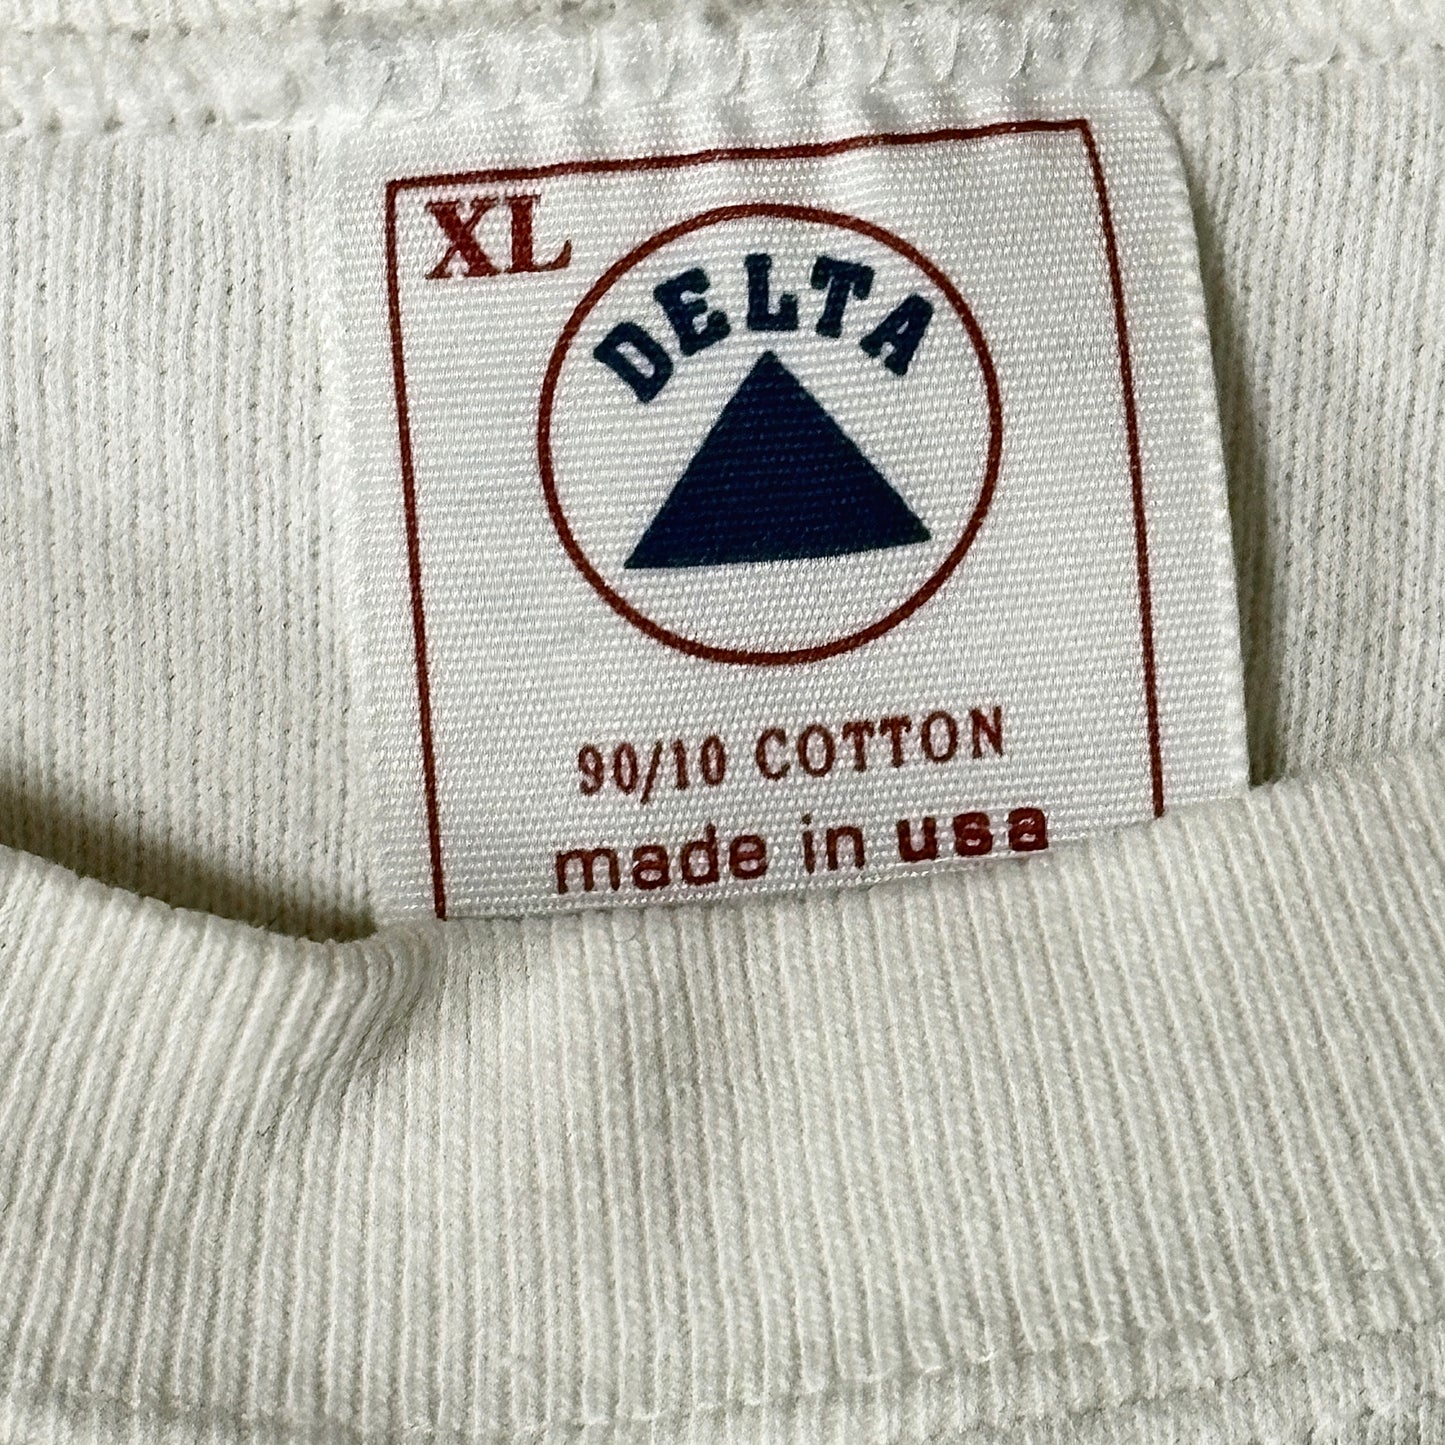 XL
DELTA
90/10 COTTON
made in usa